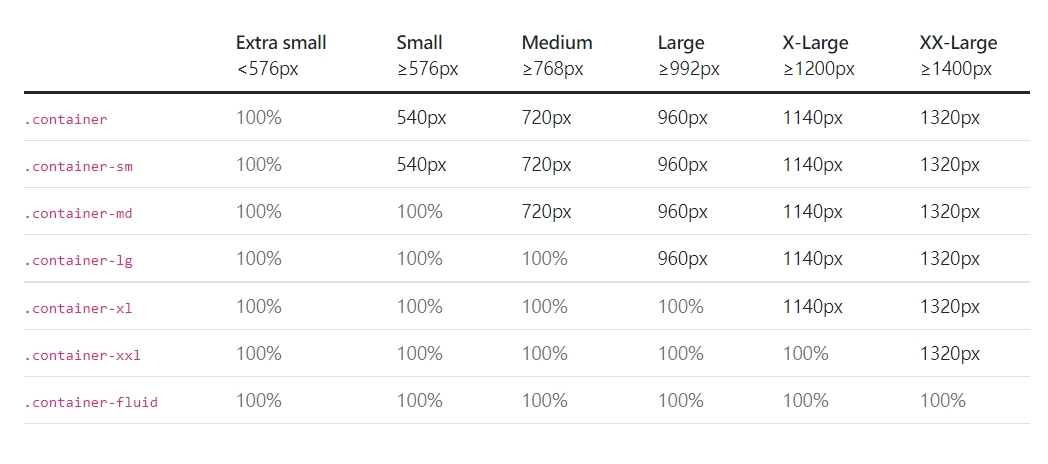 Extra small Small Medium Large X-Large XX-Large
<576px ≥576px ≥768px ≥992px ≥1200px ≥1400px
.container 100% 540px 720px 960px 1140px 1320px
.container-sm 100% 540px 720px 960px 1140px 1320px
.container-md 100% 100% 720px 960px 1140px 1320px
.container-lg 100% 100% 100% 960px 1140px 1320px
.container-xl 100% 100% 100% 100% 1140px 1320px
.container-xxl 100% 100% 100% 100% 100% 1320px
.container-fluid 100% 100% 100% 100% 100% 100%